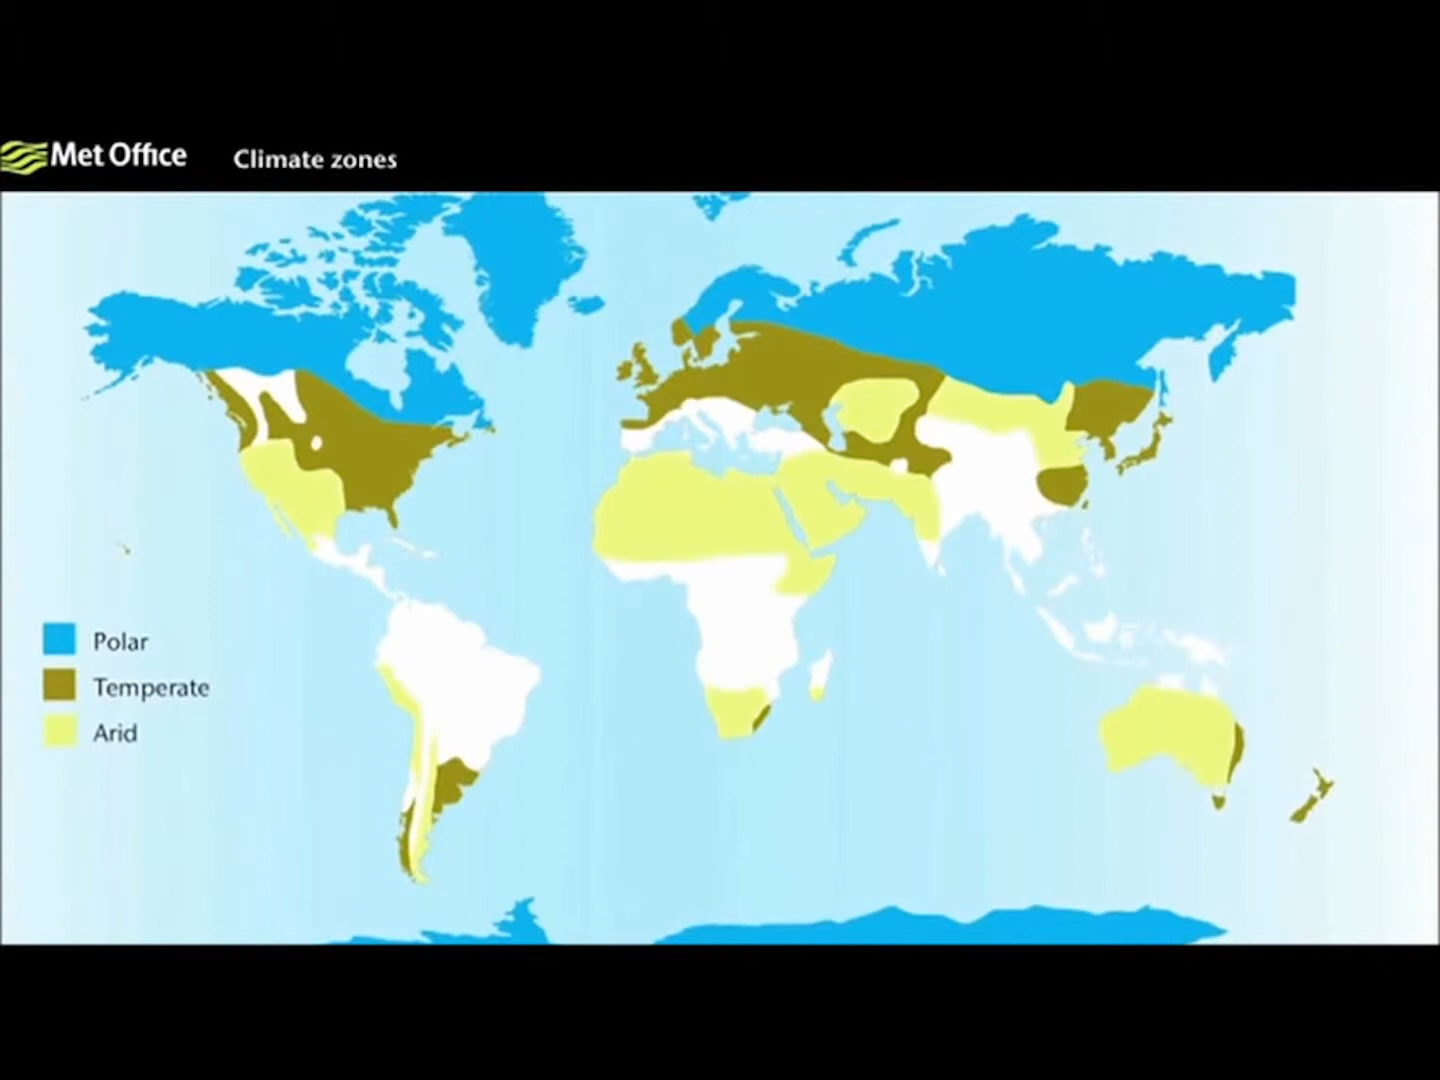 Met Office
Climate zones
Polar
Temperate
Arid